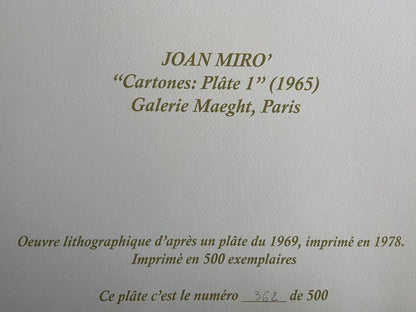 JOAN MIRO’
“Cartones: Plâte 1” (1965)
Galerie Maeght, Paris
Oeuvre lithographique d’après un plâte du 1969, imprimé en 1978.
Imprimé en 500 exemplaires
Ce plâte c’est le numéro 362 de 500